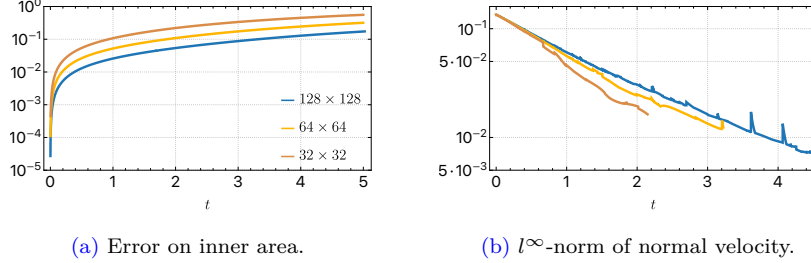 10^0
10^-1
10^-2
10^-3
10^-4
10^-5
0 1 2 3 4 5
t
128 × 128
64 × 64
32 × 32
10^-1
5·10^-2
10^-2
5·10^-3
0 1 2 3 4
t
(a) Error on inner area.
(b) l^∞-norm of normal velocity.